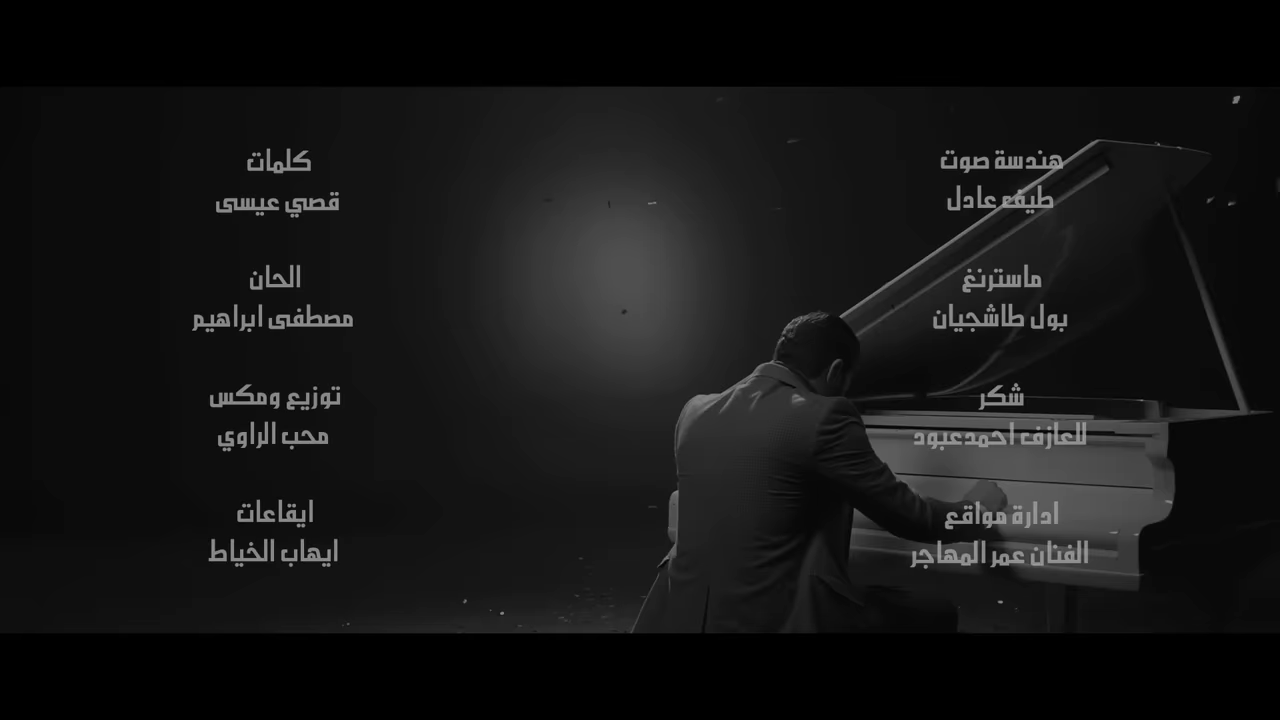 هندسة صوت
طيف عادل
ماسترنغ
بول طاشجيان
شكر
للعازف احمدعبود
ادارة مواقع
الفنان عمر المهاجر
كلمات
قصي عيسى
الحان
مصطفى ابراهيم
توزيع ومكس
محب الراوي
ايقاعات
ايهاب الخياط